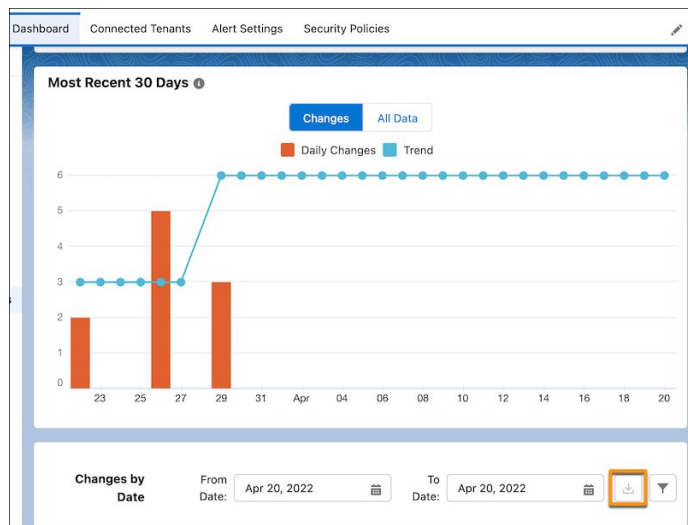 Dashboard Connected Tenants Alert Settings Security Policies
Most Recent 30 Days
Changes All Data
Daily Changes Trend
6
5
4
3
2
1
0
23 25 27 29 31 Apr 04 06 08 10 12 14 16 18 20
Changes by Date
From Date: Apr 20, 2022
To Date: Apr 20, 2022